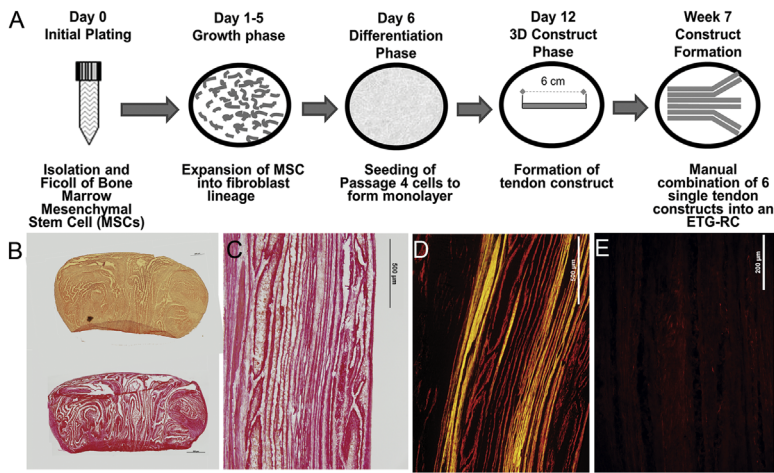 A
Day 0
Initial Plating
Day 1-5
Growth phase
Day 6
Differentiation
Phase
Day 12
3D Construct
Phase
Week 7
Construct
Formation
6 cm
Isolation and
Ficoll of Bone
Marrow
Mesenchymal
Stem Cell (MSCs)
Expansion of MSC
into fibroblast
lineage
Seeding of
Passage 4 cells to
form monolayer
Formation of
tendon construct
Manual
combination of 6
single tendon
constructs into an
ETG-RC
B
C
500 µm
D
500 µm
E
200 µm